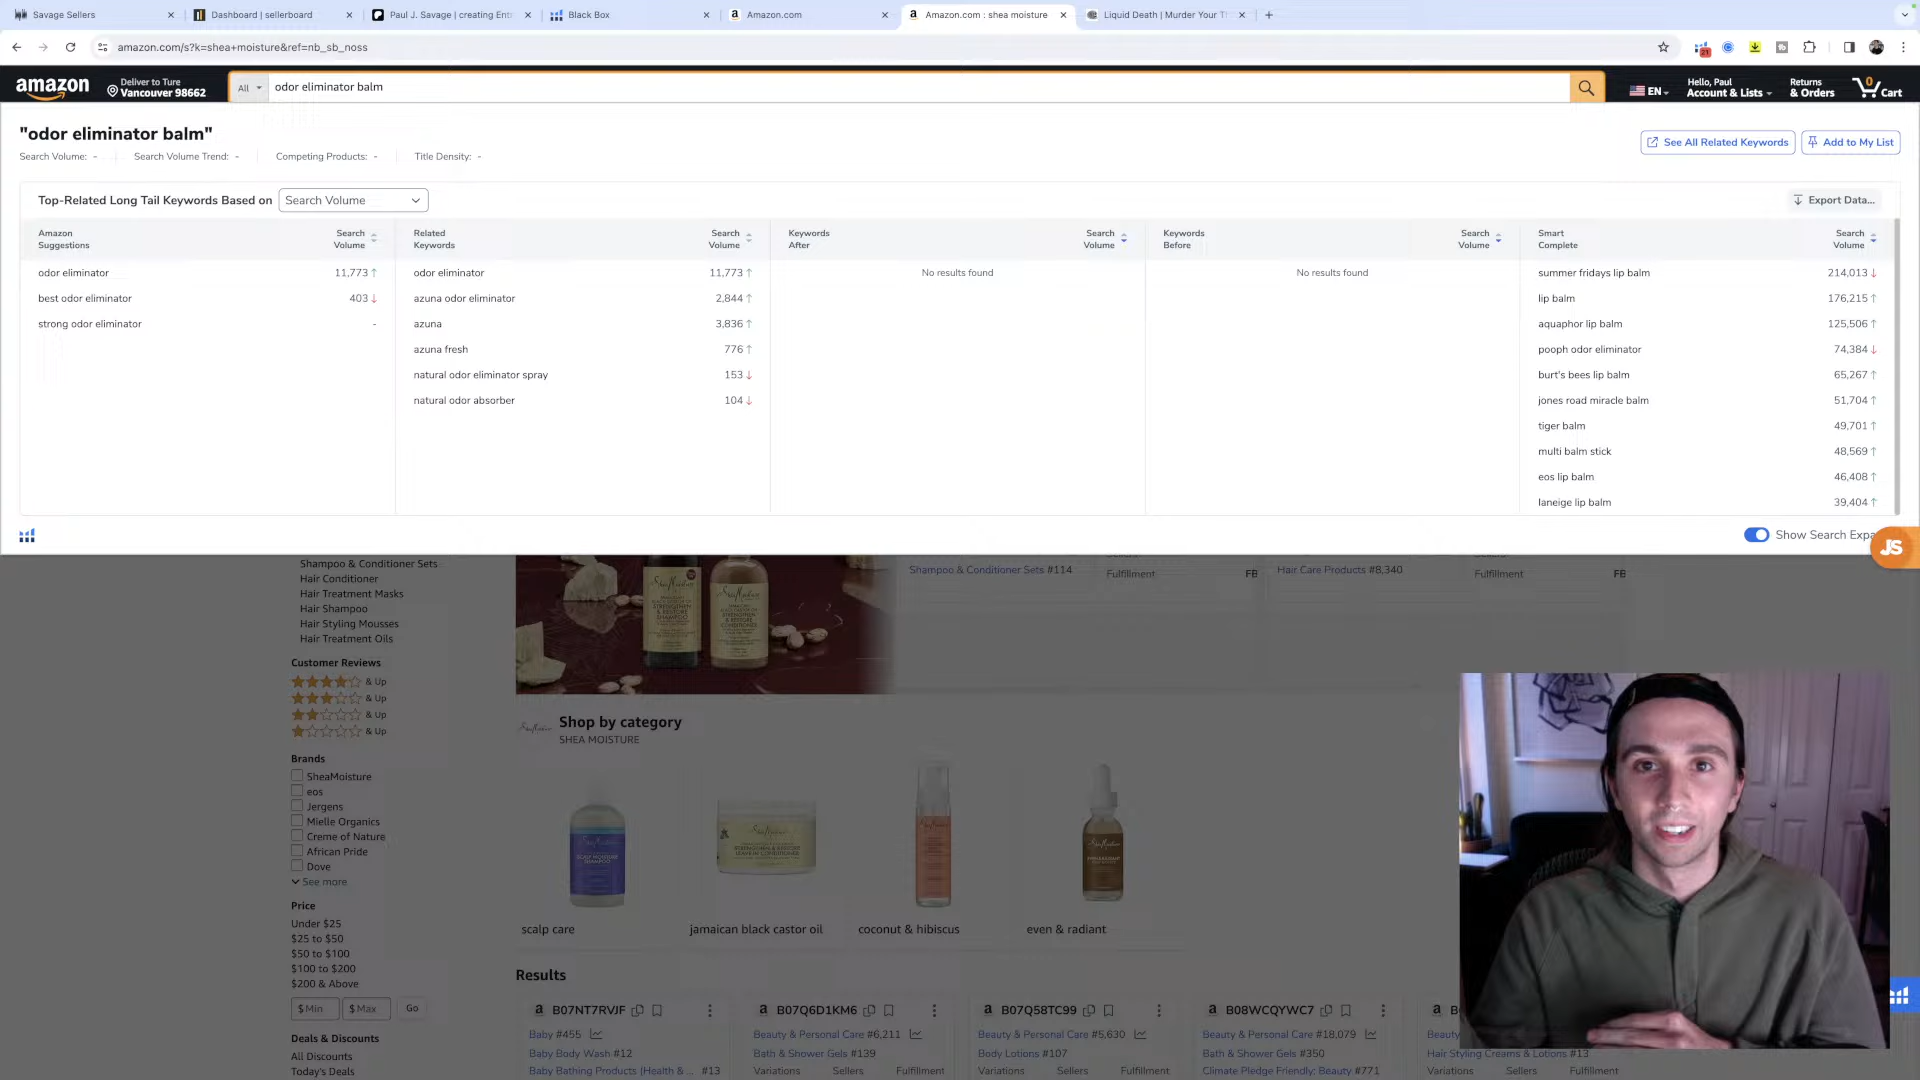 Savage Sellers
Dashboard | sellerboard
Paul J. Savage | creating Entr
Black Box
Amazon.com
Amazon.com : shea moisture
Liquid Death | Murder Your Th
amazon.com/s?k=shea+moisture&ref=nb_sb_noss
21
amazon
Deliver to Ture
Vancouver 98662
All
odor eliminator balm
EN
Hello, Paul
Account & Lists
Returns
& Orders
0
Cart
"odor eliminator balm"
Search Volume: -
Search Volume Trend: -
Competing Products: -
Title Density: -
See All Related Keywords
Add to My List
Top-Related Long Tail Keywords Based on
Search Volume
Export Data...
Amazon Suggestions
Search Volume
odor eliminator 11,773
best odor eliminator 403
strong odor eliminator -
Related Keywords
Search Volume
odor eliminator 11,773
azuna odor eliminator 2,844
azuna 3,836
azuna fresh 776
natural odor eliminator spray 153
natural odor absorber 104
Keywords After
Search Volume
No results found
Keywords Before
Search Volume
No results found
Smart Complete
Search Volume
summer fridays lip balm 214,013
lip balm 176,215
aquaphor lip balm 125,506
pooph odor eliminator 74,384
burt's bees lip balm 65,267
jones road miracle balm 51,704
tiger balm 49,701
multi balm stick 48,569
eos lip balm 46,408
laneige lip balm 39,404
Show Search Expa
JS
Shampoo & Conditioner Sets
Hair Conditioner
Hair Treatment Masks
Hair Shampoo
Hair Styling Mousses
Hair Treatment Oils
Customer Reviews
& Up
& Up
& Up
& Up
Brands
SheaMoisture
eos
Jergens
Mielle Organics
Creme of Nature
African Pride
Dove
See more
Price
Under $25
$25 to $50
$50 to $100
$100 to $200
$200 & Above
$ Min
$ Max
Go
Deals & Discounts
All Discounts
Today's Deals
Shampoo & Conditioner Sets #114
Fulfillment
FB
Hair Care Products #8,340
Fulfillment
FB
SheaMoisture
STRENGTHEN
& RESTORE
SHAMPOO
Shop by category
SHEA MOISTURE
scalp care
jamaican black castor oil
coconut & hibiscus
even & radiant
Results
B07NT7RVJF
Baby #455
Baby Body Wash #12
Baby Bathing Products (Health & ... #13
B07Q6D1KM6
Beauty & Personal Care #6,211
Bath & Shower Gels #139
Variations Sellers Fulfillment
B07Q58TC99
Beauty & Personal Care #5,630
Body Lotions #107
Variations Sellers Fulfillment
B08WCQYWC7
Beauty & Personal Care #18,079
Bath & Shower Gels #350
Climate Pledge Friendly: Beauty #771
B
Beauty
Hair Styling Creams & Lotions #13
Variations Sellers Fulfillment